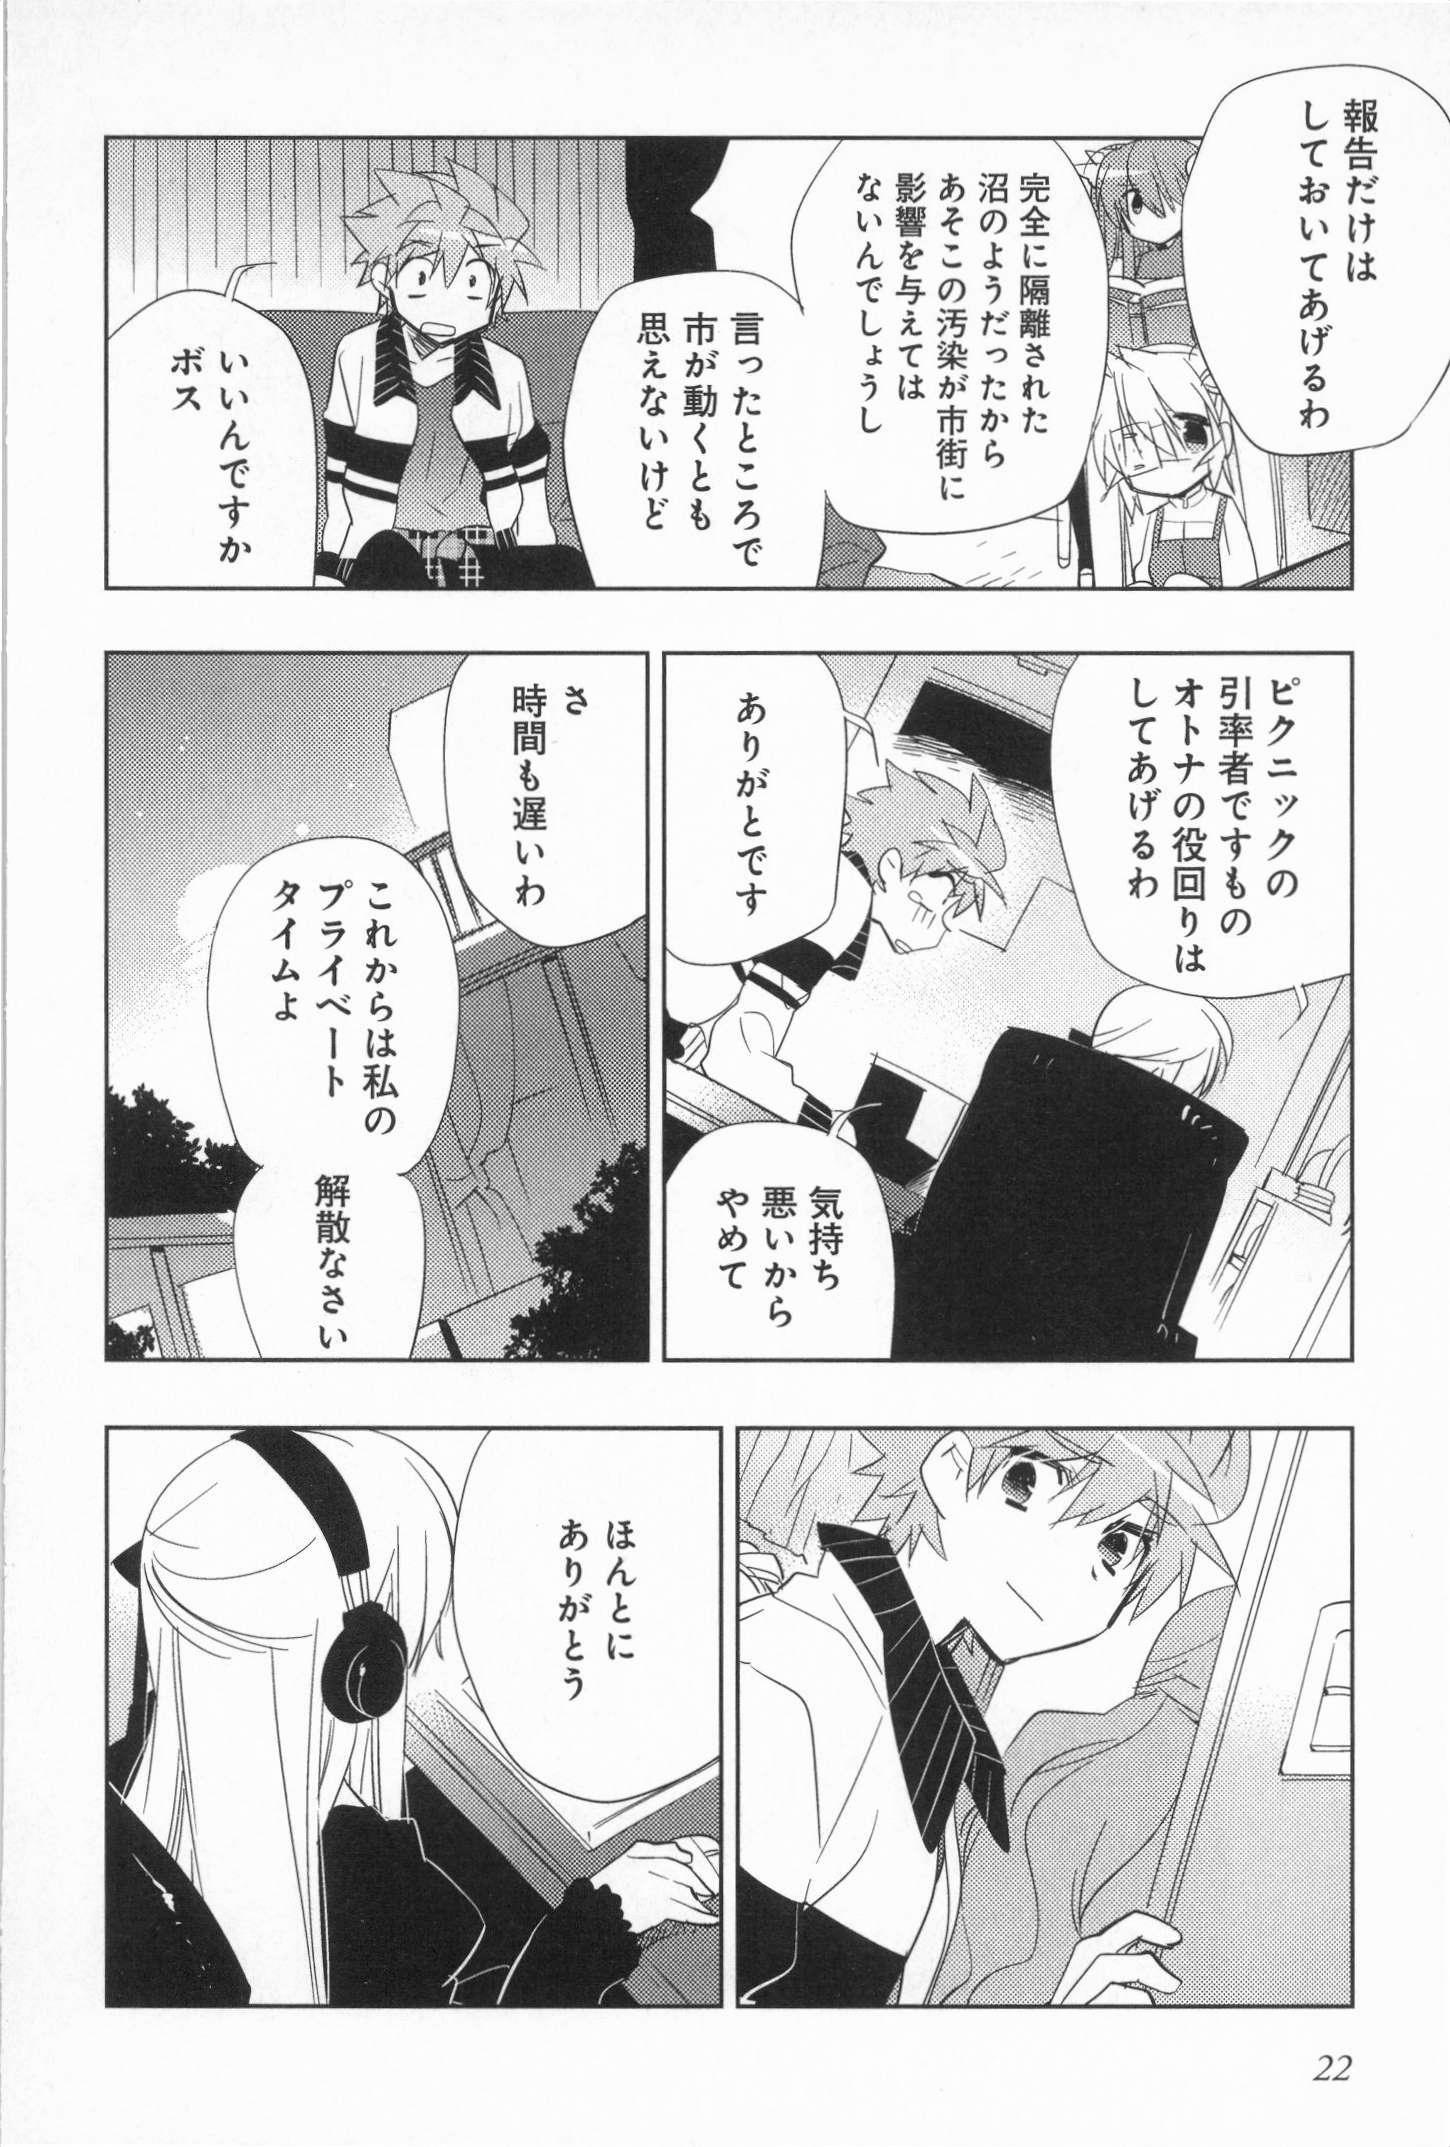 報告だけは
しておいてあげるわ
完全に隔離された
沼のようだったから
あそこの汚染が市街に
影響を与えては
ないんでしょうし
言ったところで
市が動くとも
思えないけど
いいんですか
ボス
ピクニックの
引率者ですもの
オトナの役回りは
してあげるわ
ありがとです
気持ち
悪いから
やめて
さ
時間も遅いわ
これからは私の
プライベート
タイムよ
解散なさい
ほんとに
ありがとう
22